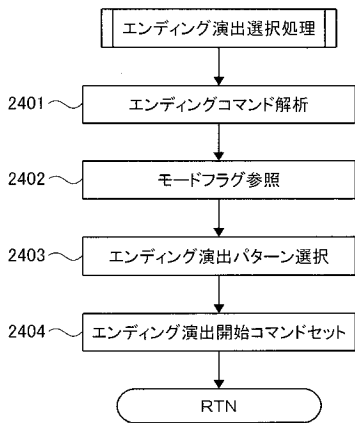 エンディング演出選択処理
2401
エンディングコマンド解析
2402
モードフラグ参照
2403
エンディング演出パターン選択
2404
エンディング演出開始コマンドセット
RTN